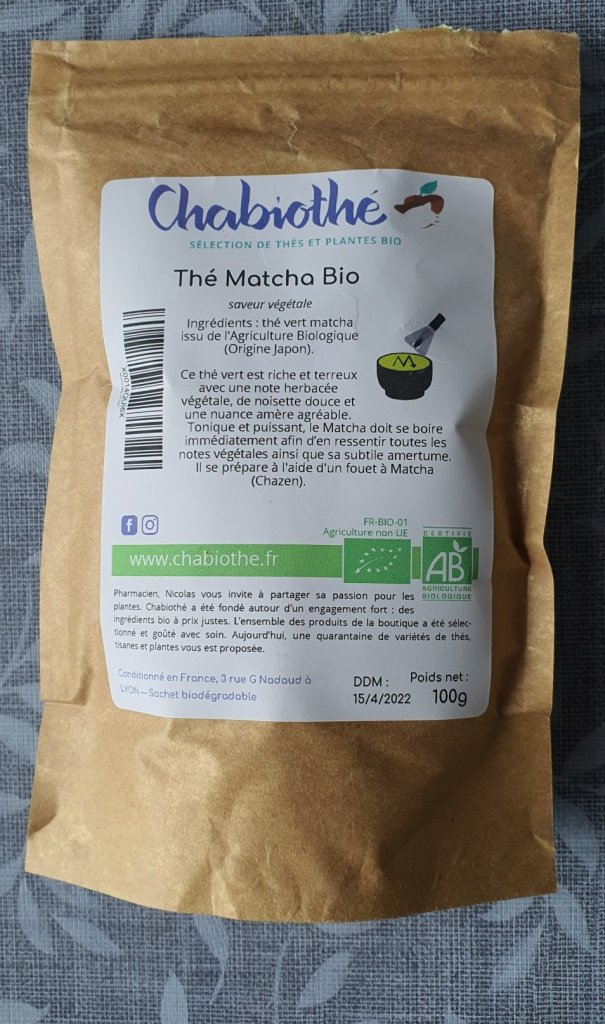 Chabiothé
SÉLECTION DE THÉS ET PLANTES BIO
Thé Matcha Bio
saveur végétale
Ingrédients : thé vert matcha
issu de l'Agriculture Biologique
(Origine Japon).
Ce thé vert est riche et terreux
avec une note herbacée
végétale, de noisette douce et
une nuance amère agréable.
Tonique et puissant, le Matcha doit se boire
immédiatement afin d’en ressentir toutes les
notes végétales ainsi que sa subtile amertume.
Il se prépare à l'aide d'un fouet à Matcha
(Chazen).
FR-BIO-01
Agriculture non UE
www.chabiothe.fr
CERTIFIÉ
AB
AGRICULTURE
BIOLOGIQUE
Pharmacien, Nicolas vous invite à partager sa passion pour les
plantes. Chabiothé a été fondé autour d’un engagement fort : des
ingrédients bio à prix justes. L’ensemble des produits de la boutique a été sélec-
tionné et goûté avec soin. Aujourd’hui, une quarantaine de variétés de thés,
tisanes et plantes vous est proposée.
Conditionné en France, 3 rue G Nadaud à
LYON — Sachet biodégradable
DDM :
15/4/2022
Poids net :
100g